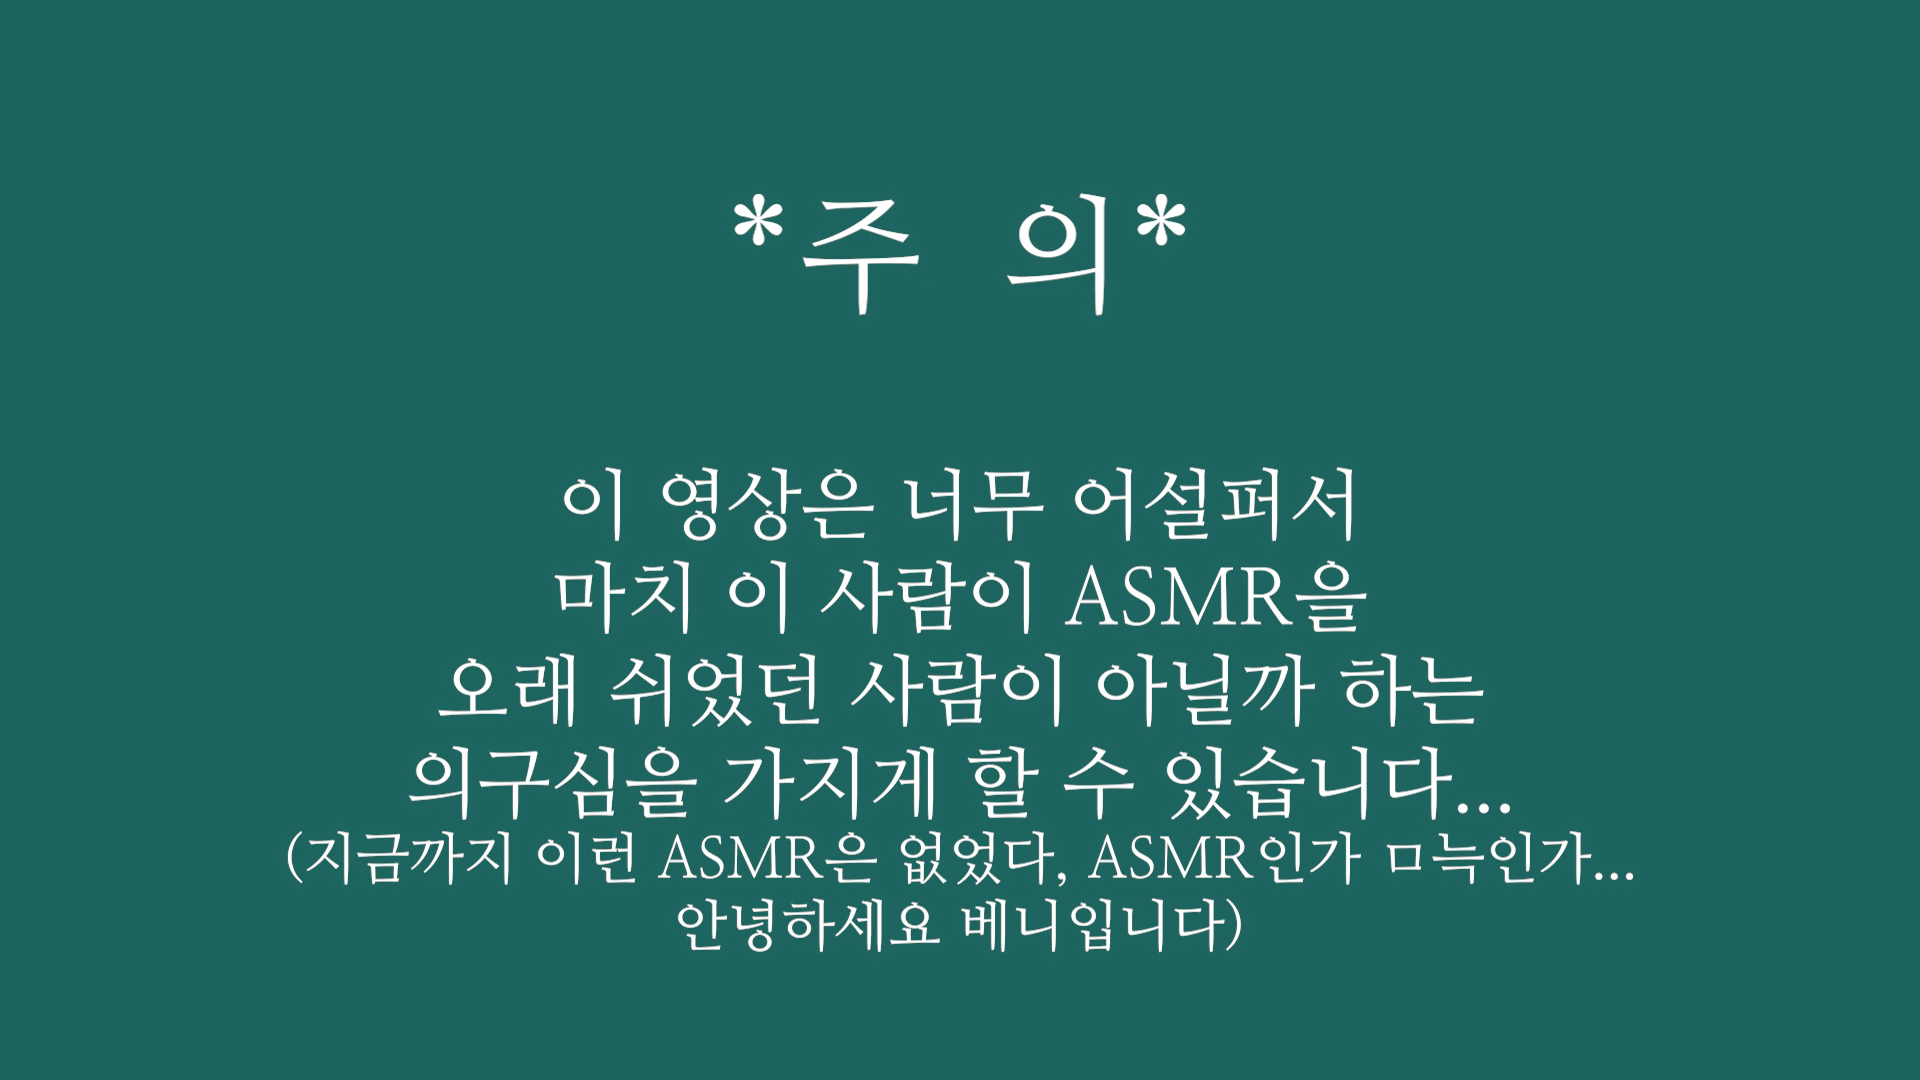 *주 의*
이 영상은 너무 어설퍼서
마치 이 사람이 ASMR을
오래 쉬었던 사람이 아닐까 하는
의구심을 가지게 할 수 있습니다...
(지금까지 이런 ASMR은 없었다, ASMR인가 ㅁ늑인가...
안녕하세요 베니입니다)